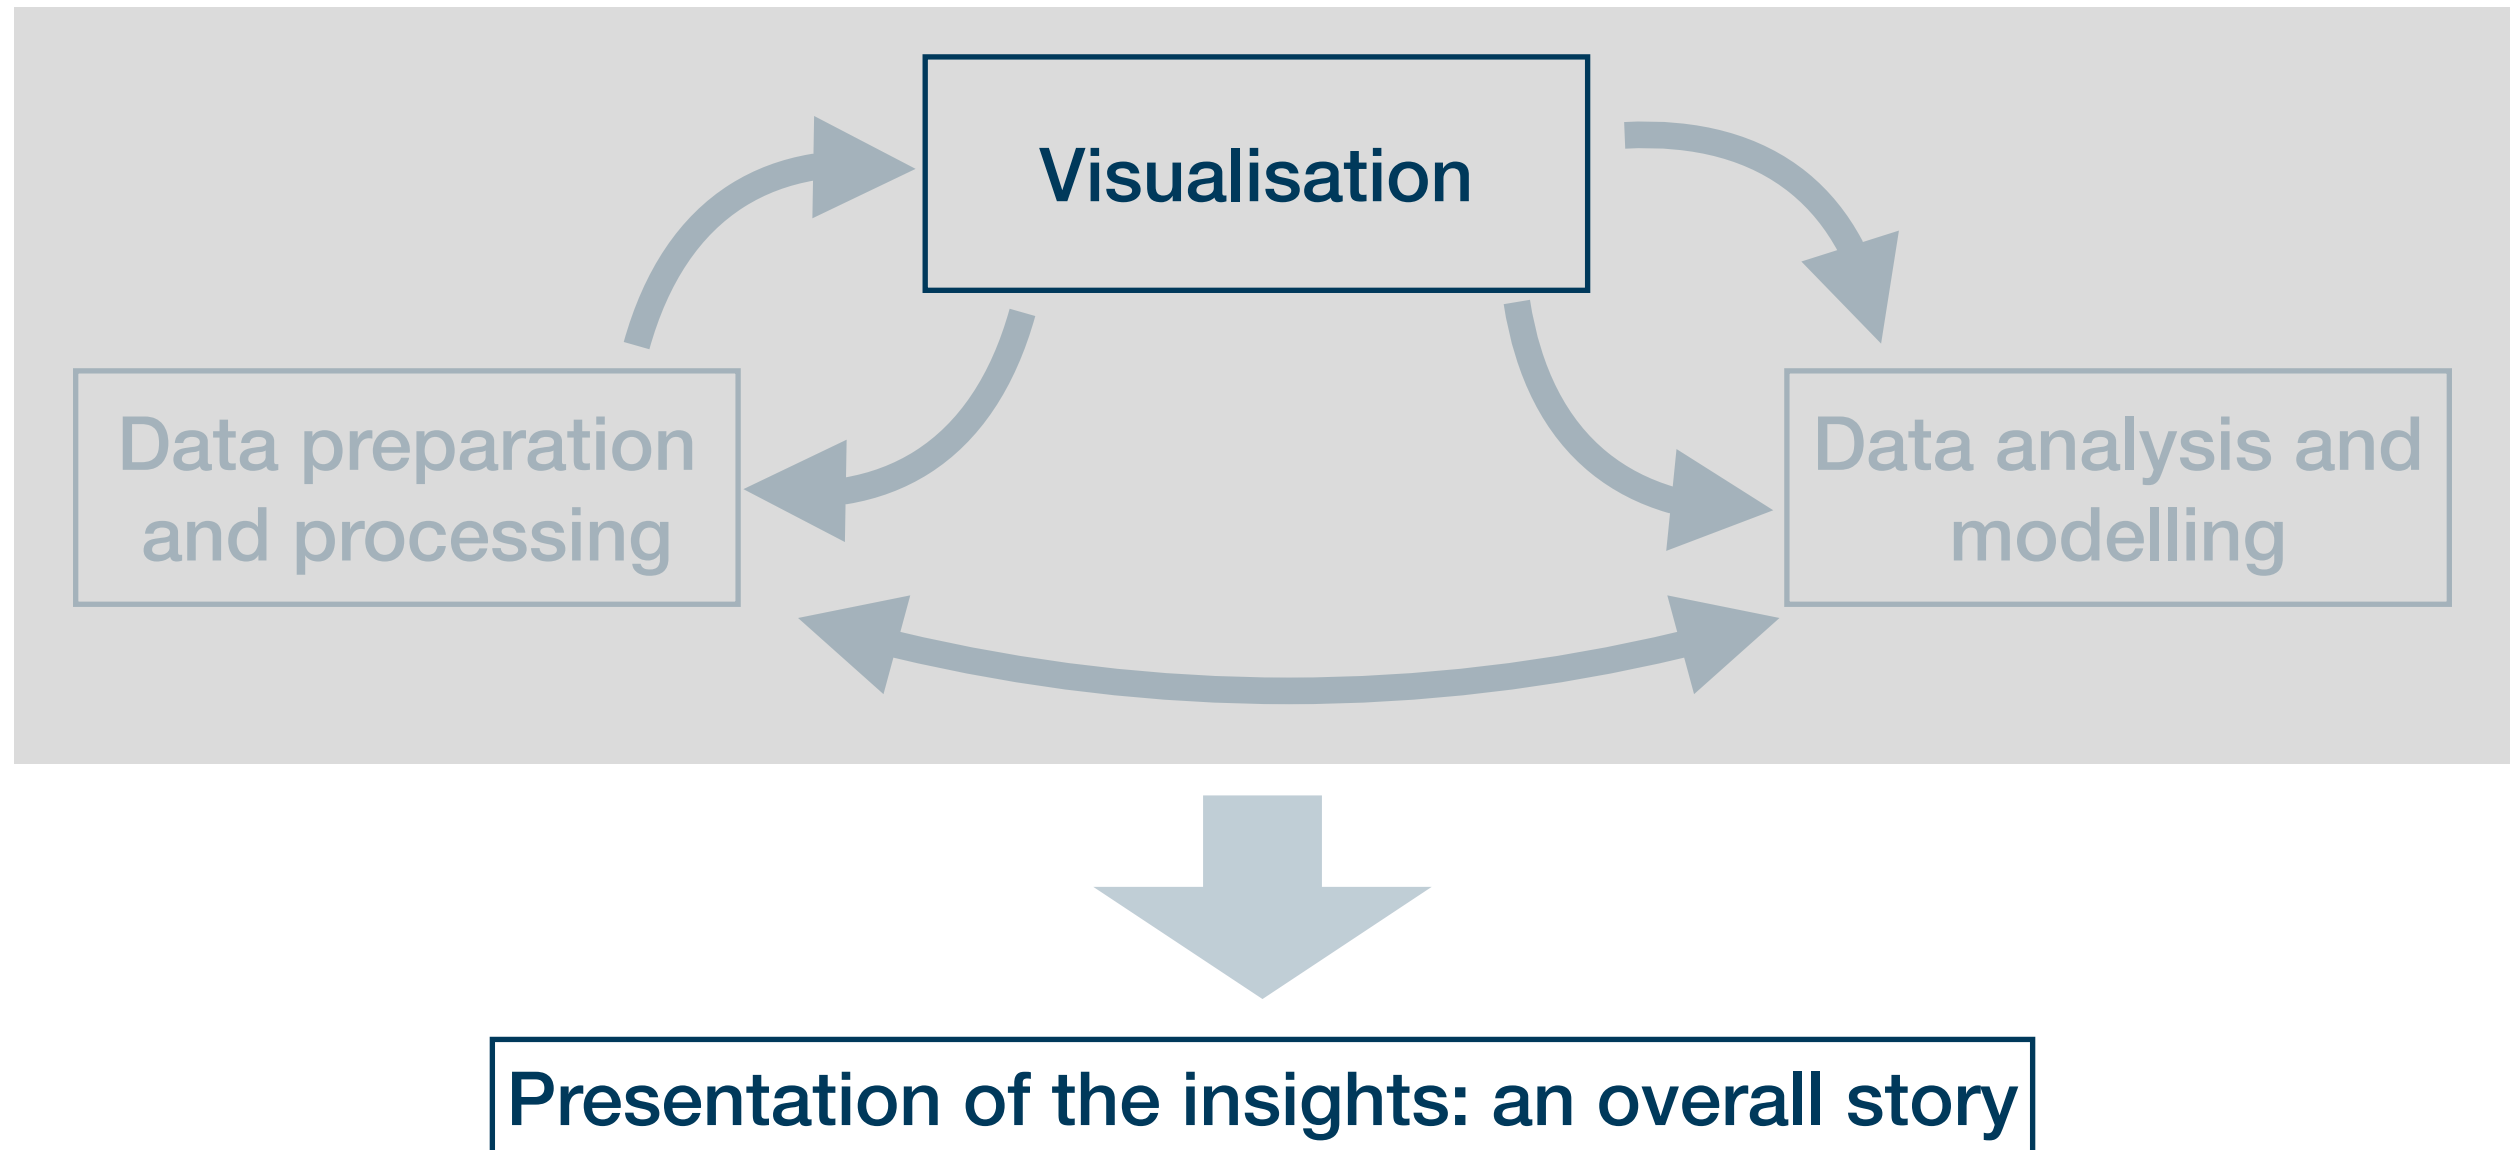 Visualisation
Data preparation
and processing
Data analysis and
modelling
Presentation of the insights: an overall story